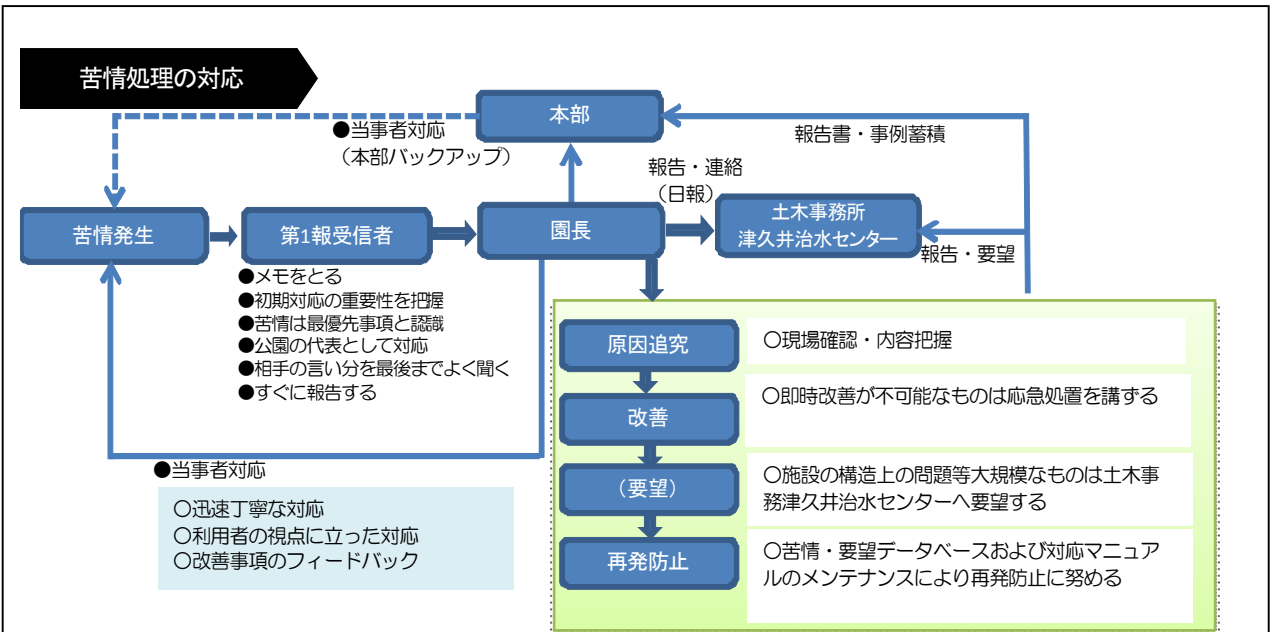 苦情処理の対応
本部
●当事者対応
（本部バックアップ）
報告書・事例蓄積
報告・連絡
（日報）
苦情発生
第1報受信者
園長
土木事務所
津久井治水センター
報告・要望
●メモをとる
●初期対応の重要性を把握
●苦情は最優先事項と認識
●公園の代表として対応
●相手の言い分を最後までよく聞く
●すぐに報告する
原因追究
〇現場確認・内容把握
改善
〇即時改善が不可能なものは応急処置を講ずる
（要望）
〇施設の構造上の問題等大規模なものは土木事
務津久井治水センターへ要望する
再発防止
〇苦情・要望データベースおよび対応マニュア
ルのメンテナンスにより再発防止に努める
●当事者対応
〇迅速丁寧な対応
〇利用者の視点に立った対応
〇改善事項のフィードバック